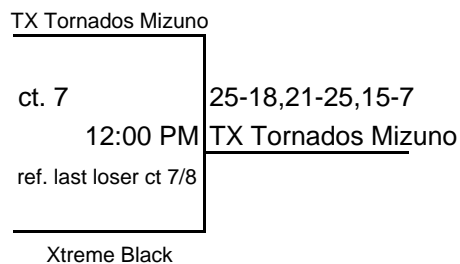 TX Tornados Mizuno
ct. 7
25-18,21-25,15-7
12:00 PM
TX Tornados Mizuno
ref. last loser ct 7/8
Xtreme Black